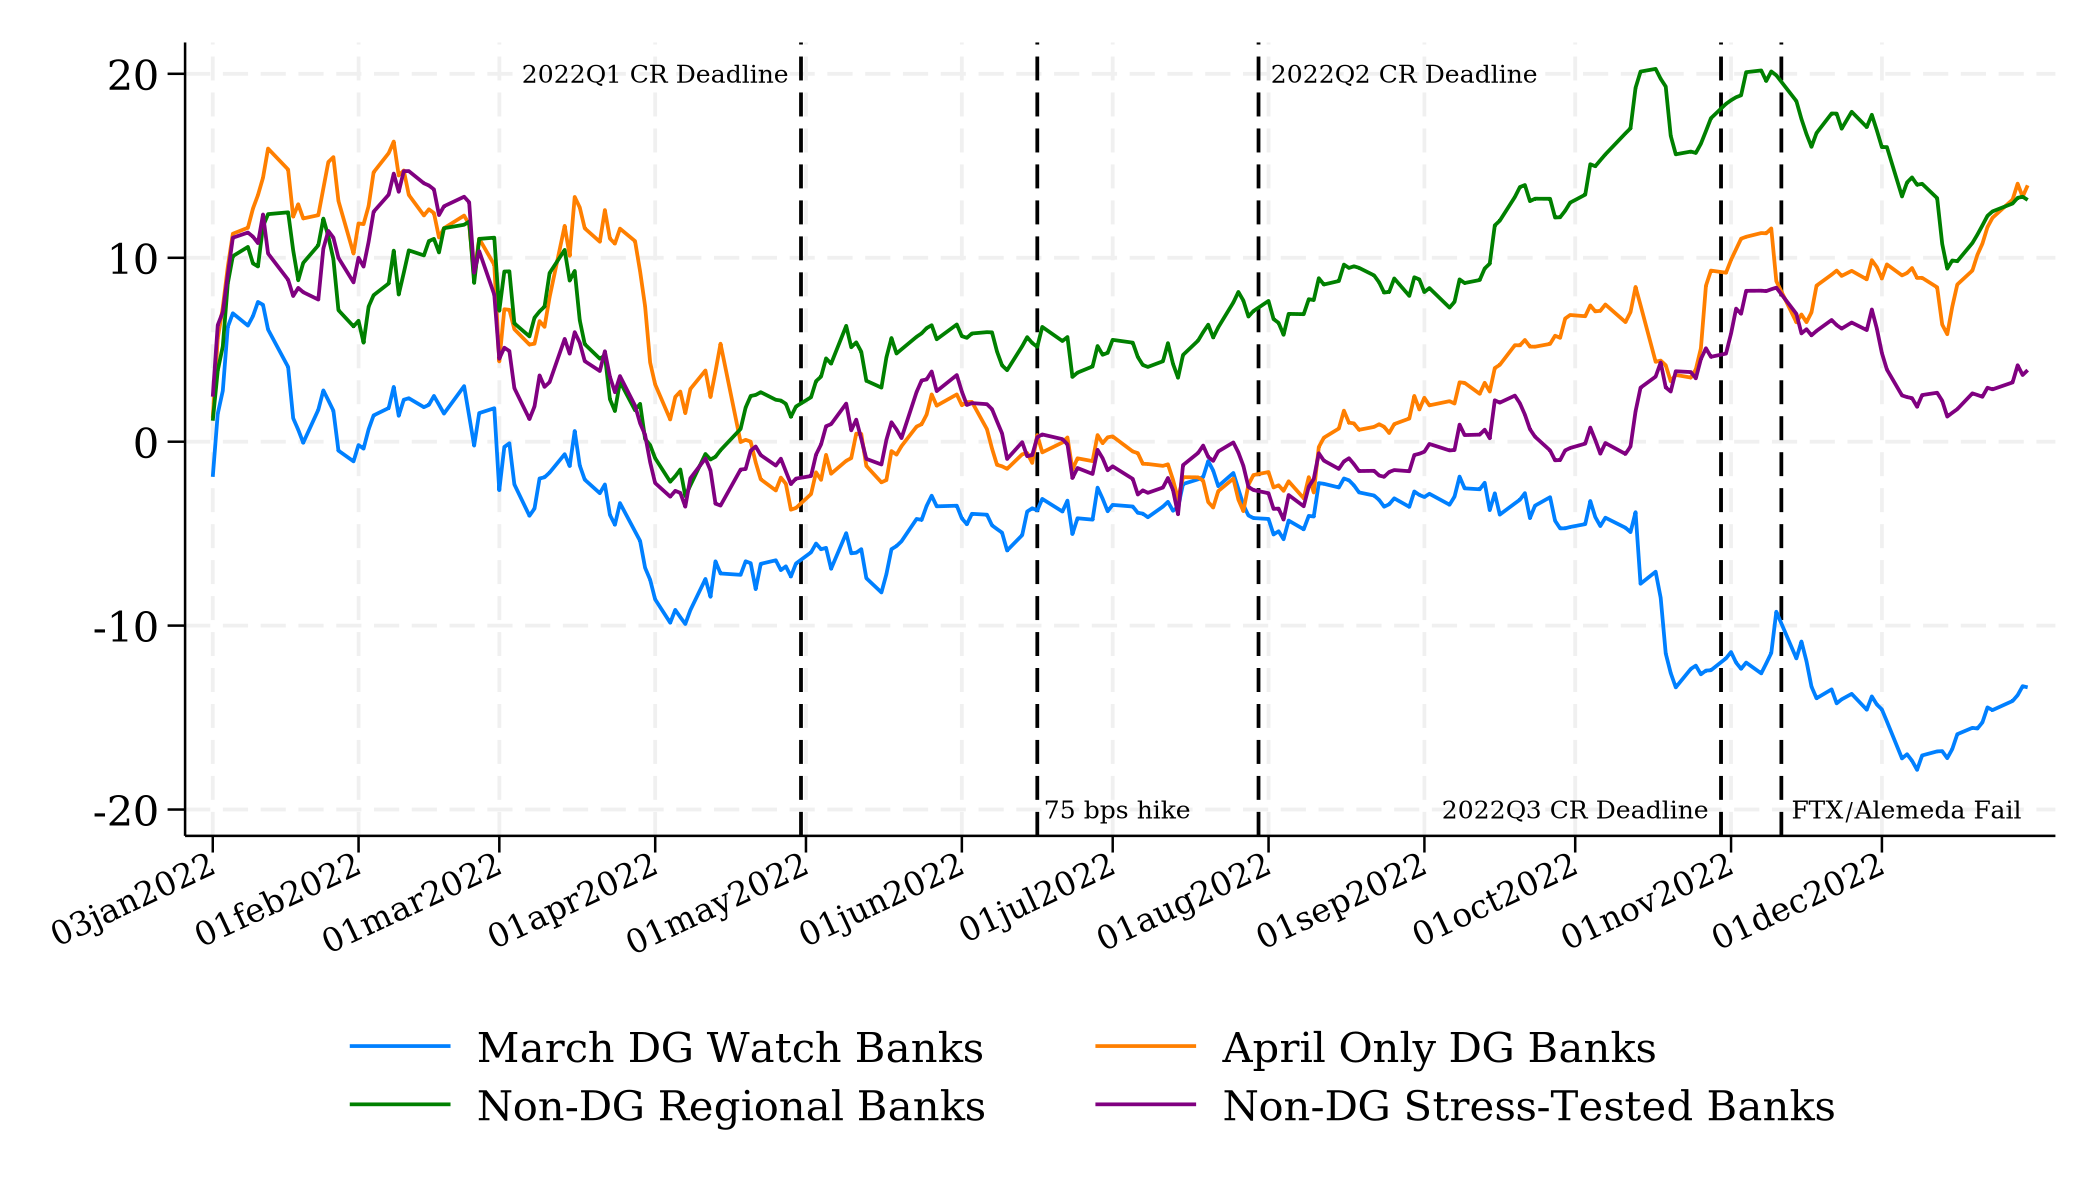 20
10
0
-10
-20
2022Q1 CR Deadline
2022Q2 CR Deadline
75 bps hike
2022Q3 CR Deadline
FTX/Alemeda Fail
03jan2022
01feb2022
01mar2022
01apr2022
01may2022
01jun2022
01jul2022
01aug2022
01sep2022
01oct2022
01nov2022
01dec2022
March DG Watch Banks
April Only DG Banks
Non-DG Regional Banks
Non-DG Stress-Tested Banks